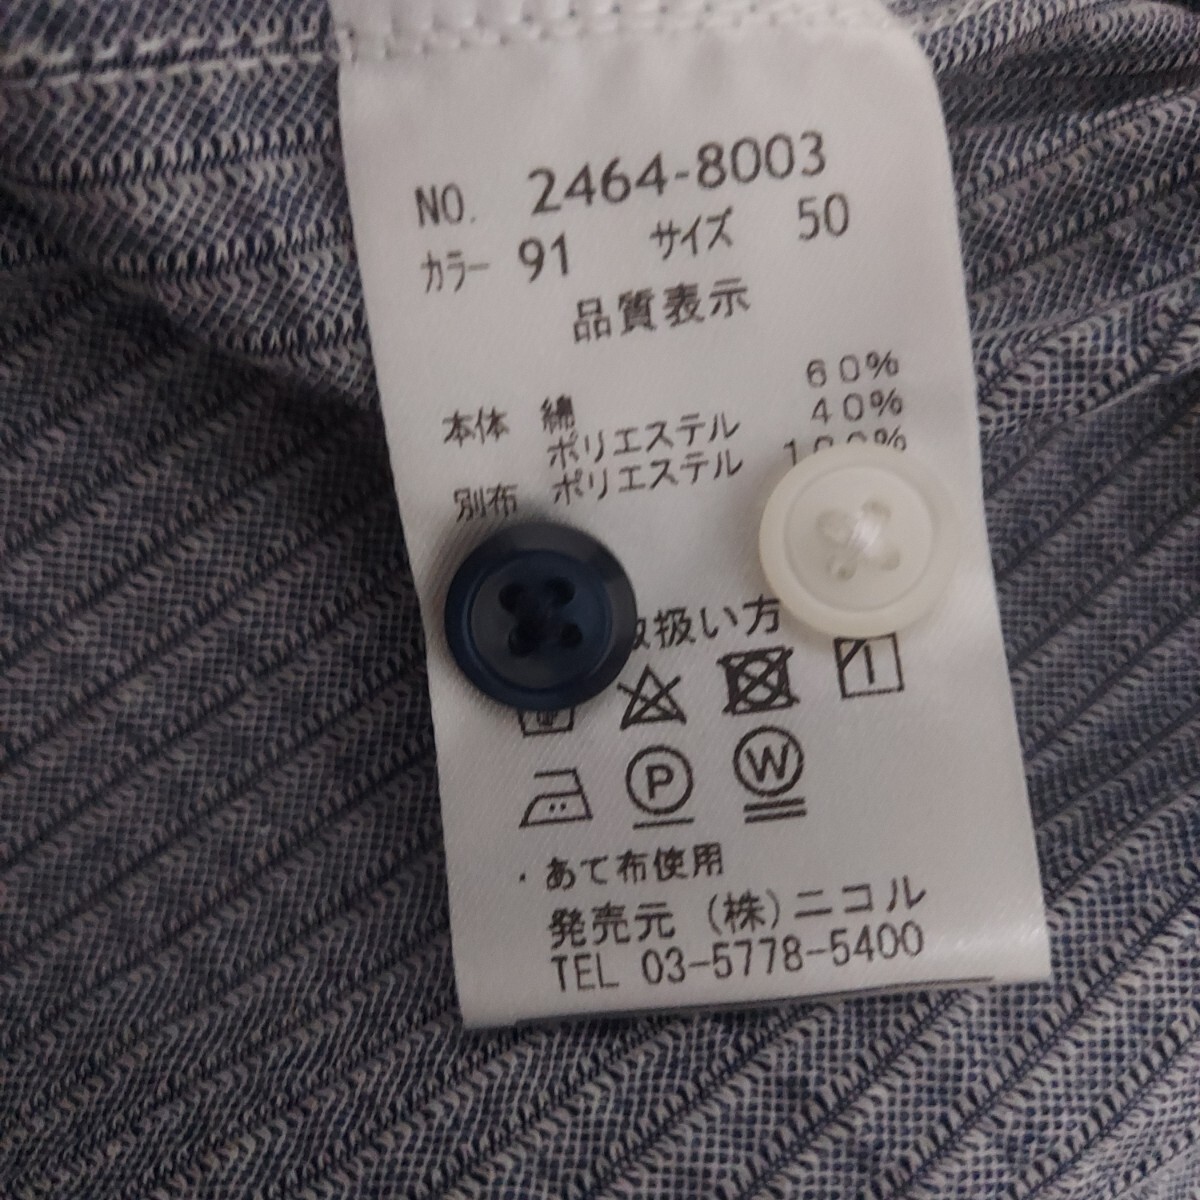 NO. 2464-8003
カラー 91 サイズ 50
品質表示
本体 綿 60%
ポリエステル 40%
別布 ポリエステル 100%
取扱い方
P W
・あて布使用
発売元 (株)ニコル
TEL 03-5778-5400